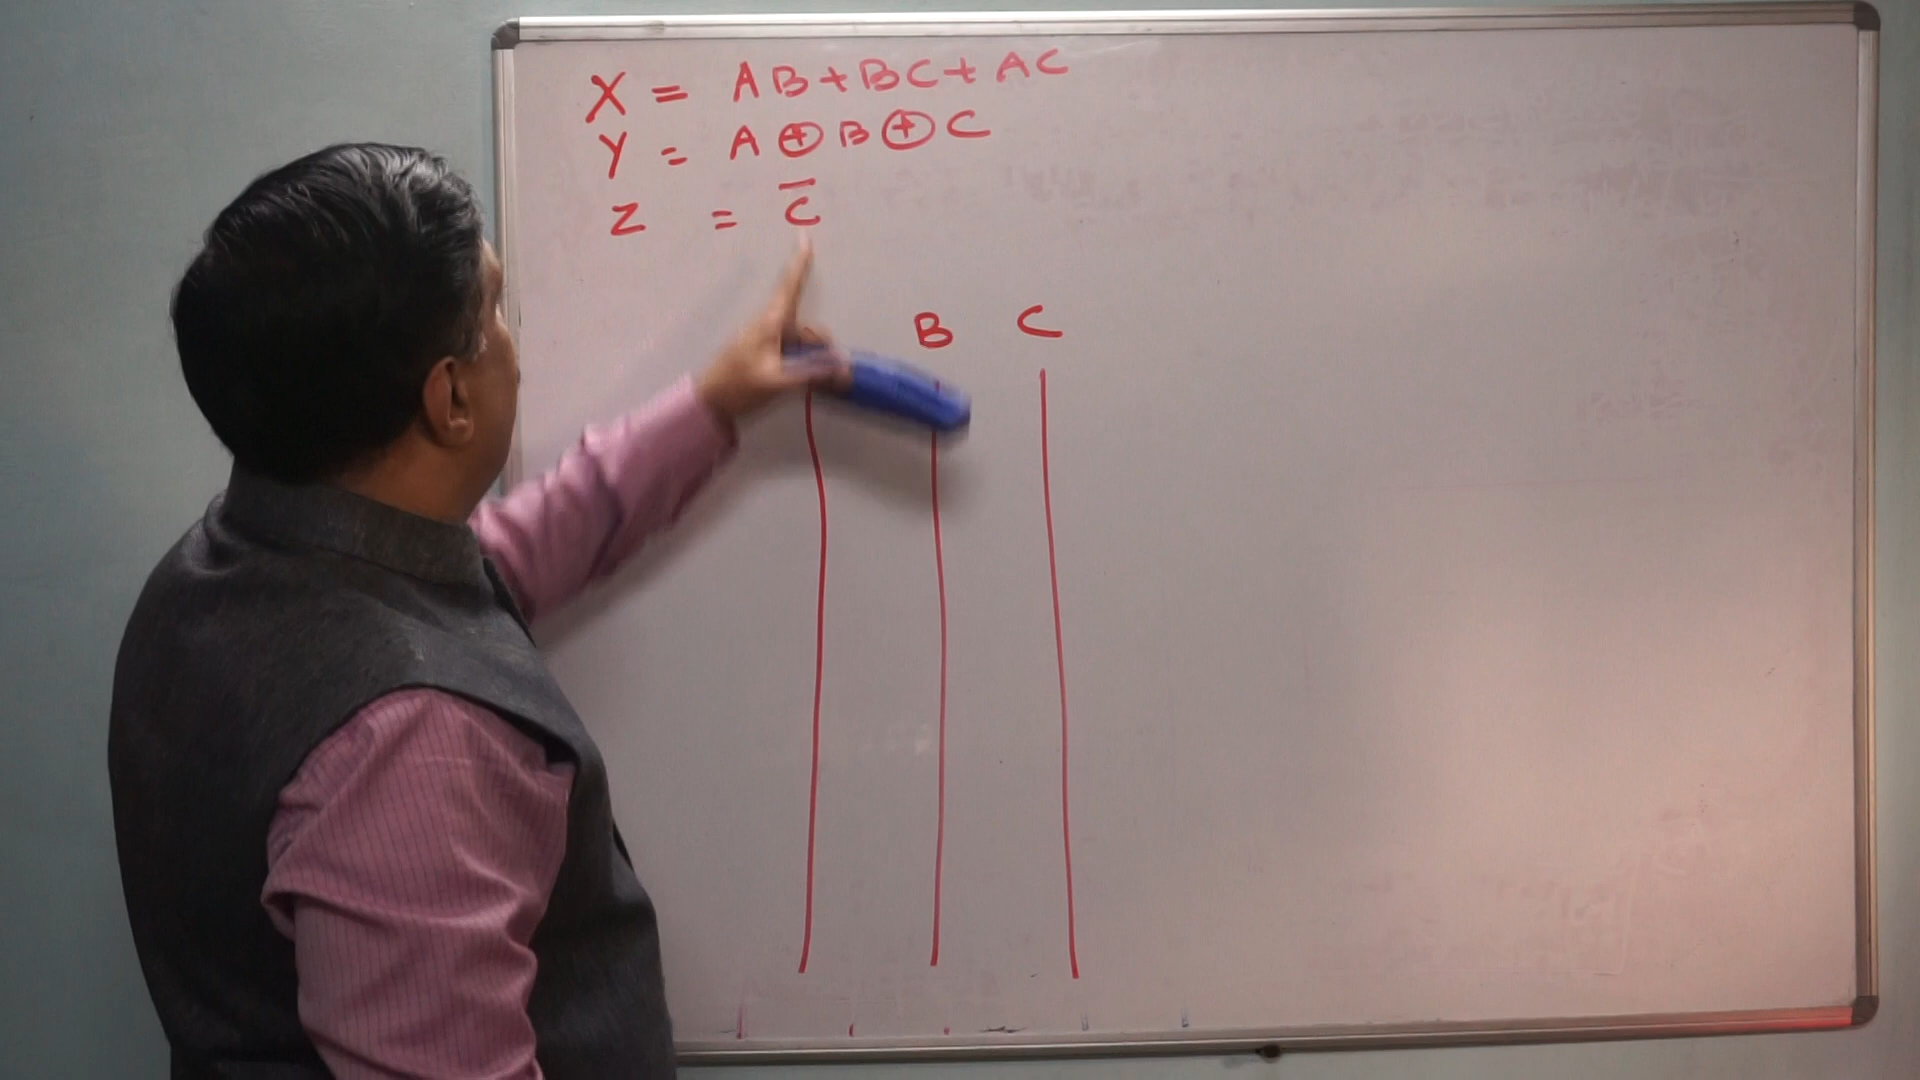 X = AB + BC + AC
Y = A ⊕ B ⊕ C
Z = C̅
B C